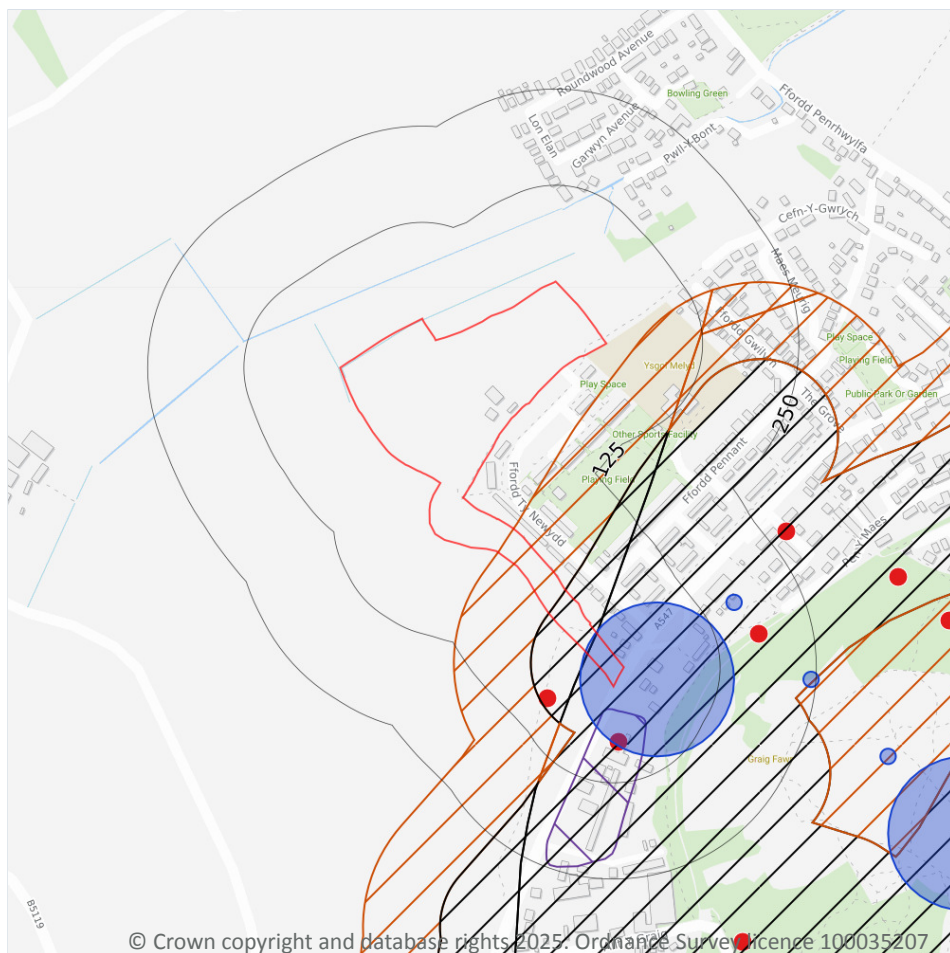 Roundwood Avenue
Bowling Green
Ffordd Penrhwylfa
Lon Elan
Garwyn Avenue
Pwll-Y-Bont
Cefn-Y-Gwrych
Maes Meurig
Ffordd Gwilym
Play Space
Ysgol Melyd
Playing Field
Play Space
The Grove
Public Park Or Garden
250
Other Sports Facility
125
Ffordd Pennant
Playing Field
Ffordd Ty Newydd
Pen-Y-Maes
A547
Graig Fawr
B5119
© Crown copyright and database rights 2025. Ordnance Survey licence 100035207